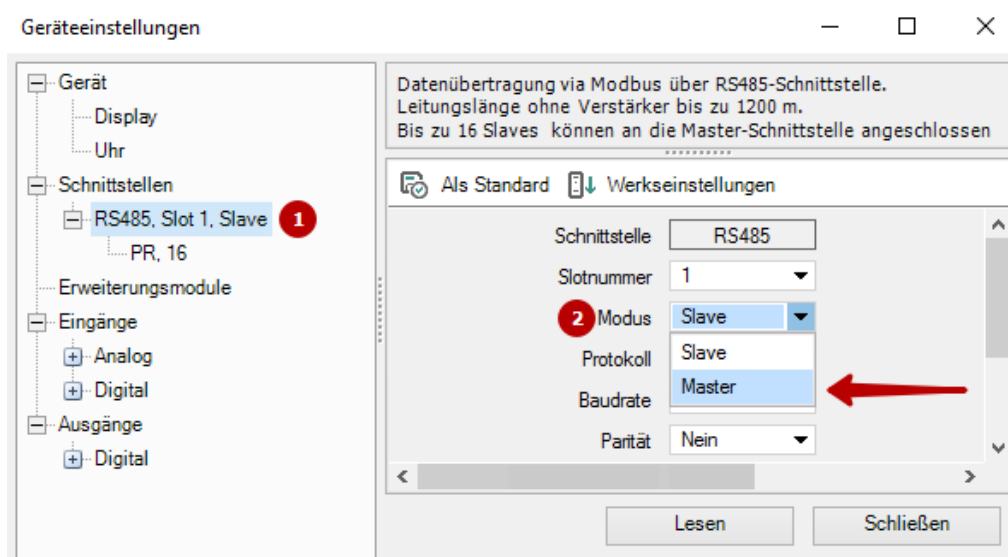 Geräteeinstellungen
Gerät
Display
Uhr
Schnittstellen
RS485, Slot 1, Slave 1
PR, 16
Erweiterungsmodule
Eingänge
Analog
Digital
Ausgänge
Digital
Datenübertragung via Modbus über RS485-Schnittstelle.
Leitungslänge ohne Verstärker bis zu 1200 m.
Bis zu 16 Slaves können an die Master-Schnittstelle angeschlossen
Als Standard Werkseinstellungen
Schnittstelle RS485
Slotnummer 1
2 Modus Slave
Protokoll Slave
Master
Baudrate
Parität Nein
Lesen Schließen